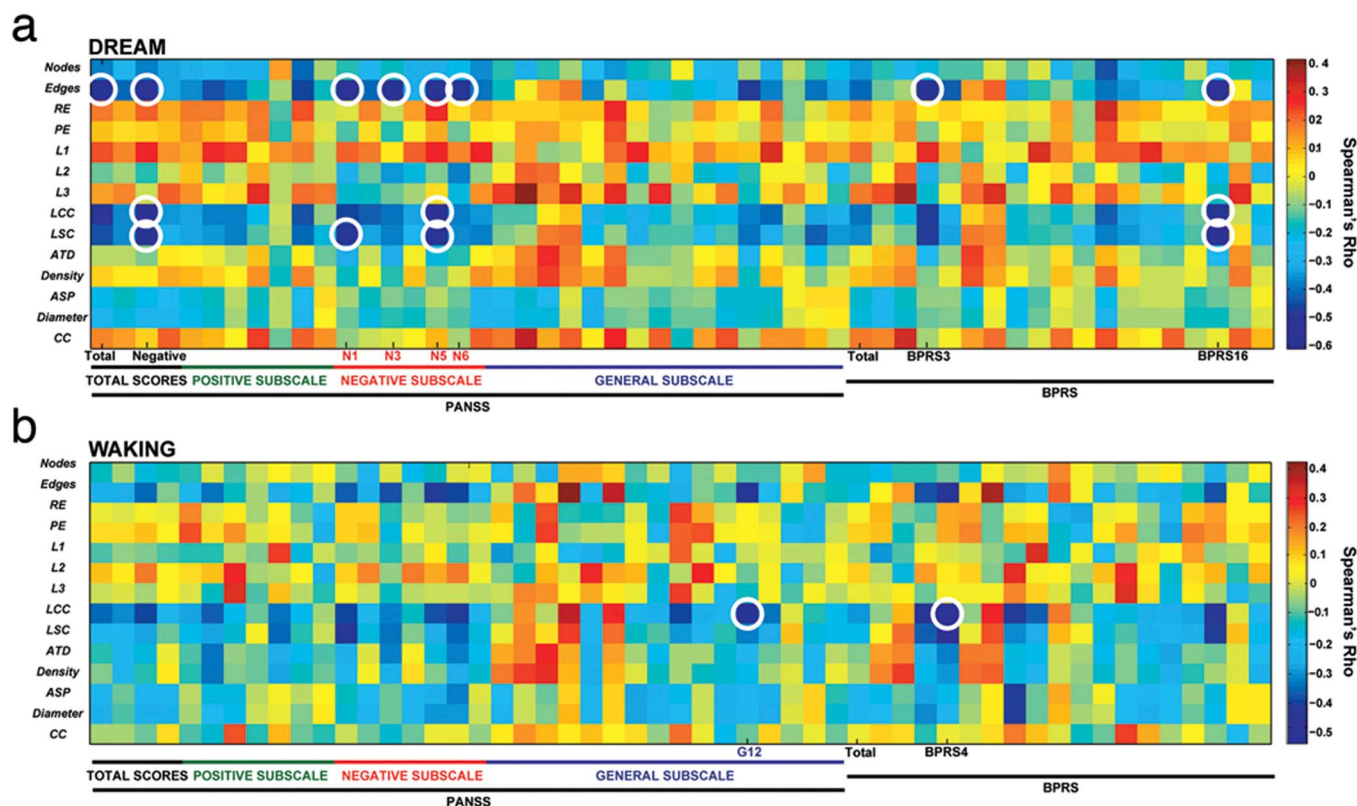 a
DREAM
Nodes
Edges
RE
PE
L1
L2
L3
LCC
LSC
ATD
Density
ASP
Diameter
CC
0.4
0.3
02
01
0
−0.1
−0.2
−0.3
−0.4
−0.5
−0.6
Spearman's Rho
Total Negative N1 N3 N5 N6 Total BPRS3 BPRS16
TOTAL SCORES POSITIVE SUBSCALE NEGATIVE SUBSCALE GENERAL SUBSCALE BPRS
PANSS
b
WAKING
Nodes
Edges
RE
PE
L1
L2
L3
LCC
LSC
ATD
Density
ASP
Diameter
CC
0.4
0.3
0.2
0.1
0
−0.1
−0.2
−0.3
−0.4
−0.5
Spearman's Rho
G12 Total BPRS4
TOTAL SCORES POSITIVE SUBSCALE NEGATIVE SUBSCALE GENERAL SUBSCALE BPRS
PANSS